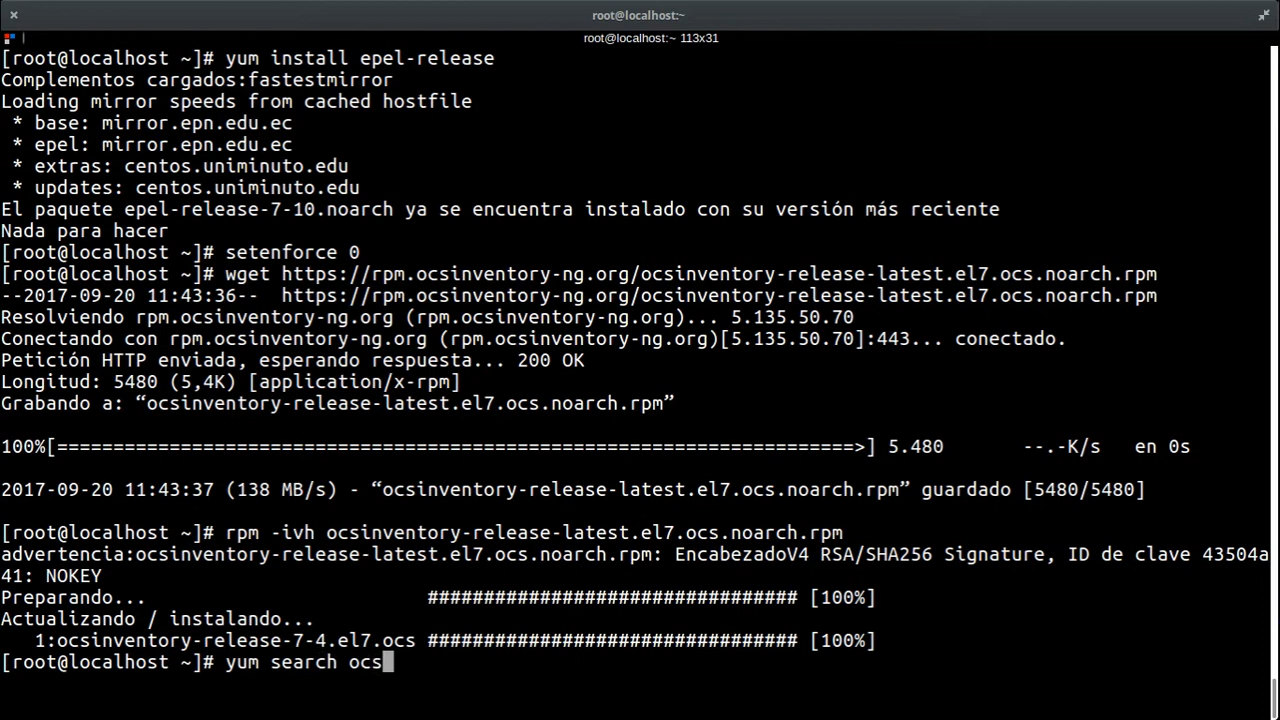 root@localhost:~
root@localhost:~ 113x31
[root@localhost ~]# yum install epel-release
Complementos cargados:fastestmirror
Loading mirror speeds from cached hostfile
 * base: mirror.epn.edu.ec
 * epel: mirror.epn.edu.ec
 * extras: centos.uniminuto.edu
 * updates: centos.uniminuto.edu
El paquete epel-release-7-10.noarch ya se encuentra instalado con su versión más reciente
Nada para hacer
[root@localhost ~]# setenforce 0
[root@localhost ~]# wget https://rpm.ocsinventory-ng.org/ocsinventory-release-latest.el7.ocs.noarch.rpm
--2017-09-20 11:43:36--  https://rpm.ocsinventory-ng.org/ocsinventory-release-latest.el7.ocs.noarch.rpm
Resolviendo rpm.ocsinventory-ng.org (rpm.ocsinventory-ng.org)... 5.135.50.70
Conectando con rpm.ocsinventory-ng.org (rpm.ocsinventory-ng.org)[5.135.50.70]:443... conectado.
Petición HTTP enviada, esperando respuesta... 200 OK
Longitud: 5480 (5,4K) [application/x-rpm]
Grabando a: “ocsinventory-release-latest.el7.ocs.noarch.rpm”
100%[=======================================================================>] 5.480       --.-K/s   en 0s
2017-09-20 11:43:37 (138 MB/s) - “ocsinventory-release-latest.el7.ocs.noarch.rpm” guardado [5480/5480]
[root@localhost ~]# rpm -ivh ocsinventory-release-latest.el7.ocs.noarch.rpm
advertencia:ocsinventory-release-latest.el7.ocs.noarch.rpm: EncabezadoV4 RSA/SHA256 Signature, ID de clave 43504a
41: NOKEY
Preparando...                         ################################# [100%]
Actualizando / instalando...
   1:ocsinventory-release-7-4.el7.ocs ################################# [100%]
[root@localhost ~]# yum search ocs